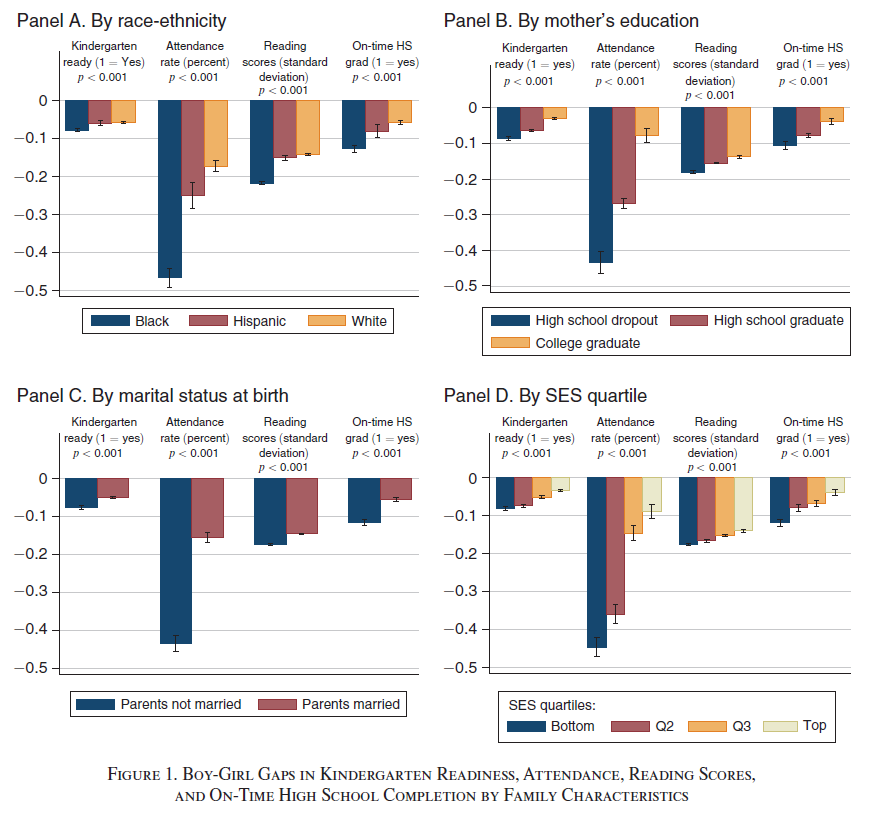 Panel A. By race-ethnicity
Kindergarten Attendance Reading On-time HS
ready (1 = Yes) rate (percent) scores (standard grad (1 = yes)
p < 0.001 p < 0.001 deviation) p < 0.001
p < 0.001
0
−0.1
−0.2
−0.3
−0.4
−0.5
Black Hispanic White
Panel B. By mother's education
Kindergarten Attendance Reading On-time HS
ready (1 = yes) rate (percent) scores (standard grad (1 = yes)
p < 0.001 p < 0.001 deviation) p < 0.001
p < 0.001
0
−0.1
−0.2
−0.3
−0.4
−0.5
High school dropout High school graduate
College graduate
Panel C. By marital status at birth
Kindergarten Attendance Reading On-time HS
ready (1 = yes) rate (percent) scores (standard grad (1 = yes)
p < 0.001 p < 0.001 deviation) p < 0.001
p < 0.001
0
−0.1
−0.2
−0.3
−0.4
−0.5
Parents not married Parents married
Panel D. By SES quartile
Kindergarten Attendance Reading On-time HS
ready (1 = yes) rate (percent) scores (standard grad (1 = yes)
p < 0.001 p < 0.001 deviation) p < 0.001
p < 0.001
0
−0.1
−0.2
−0.3
−0.4
−0.5
SES quartiles:
Bottom Q2 Q3 Top
Figure 1. Boy-Girl Gaps in Kindergarten Readiness, Attendance, Reading Scores,
and On-Time High School Completion by Family Characteristics